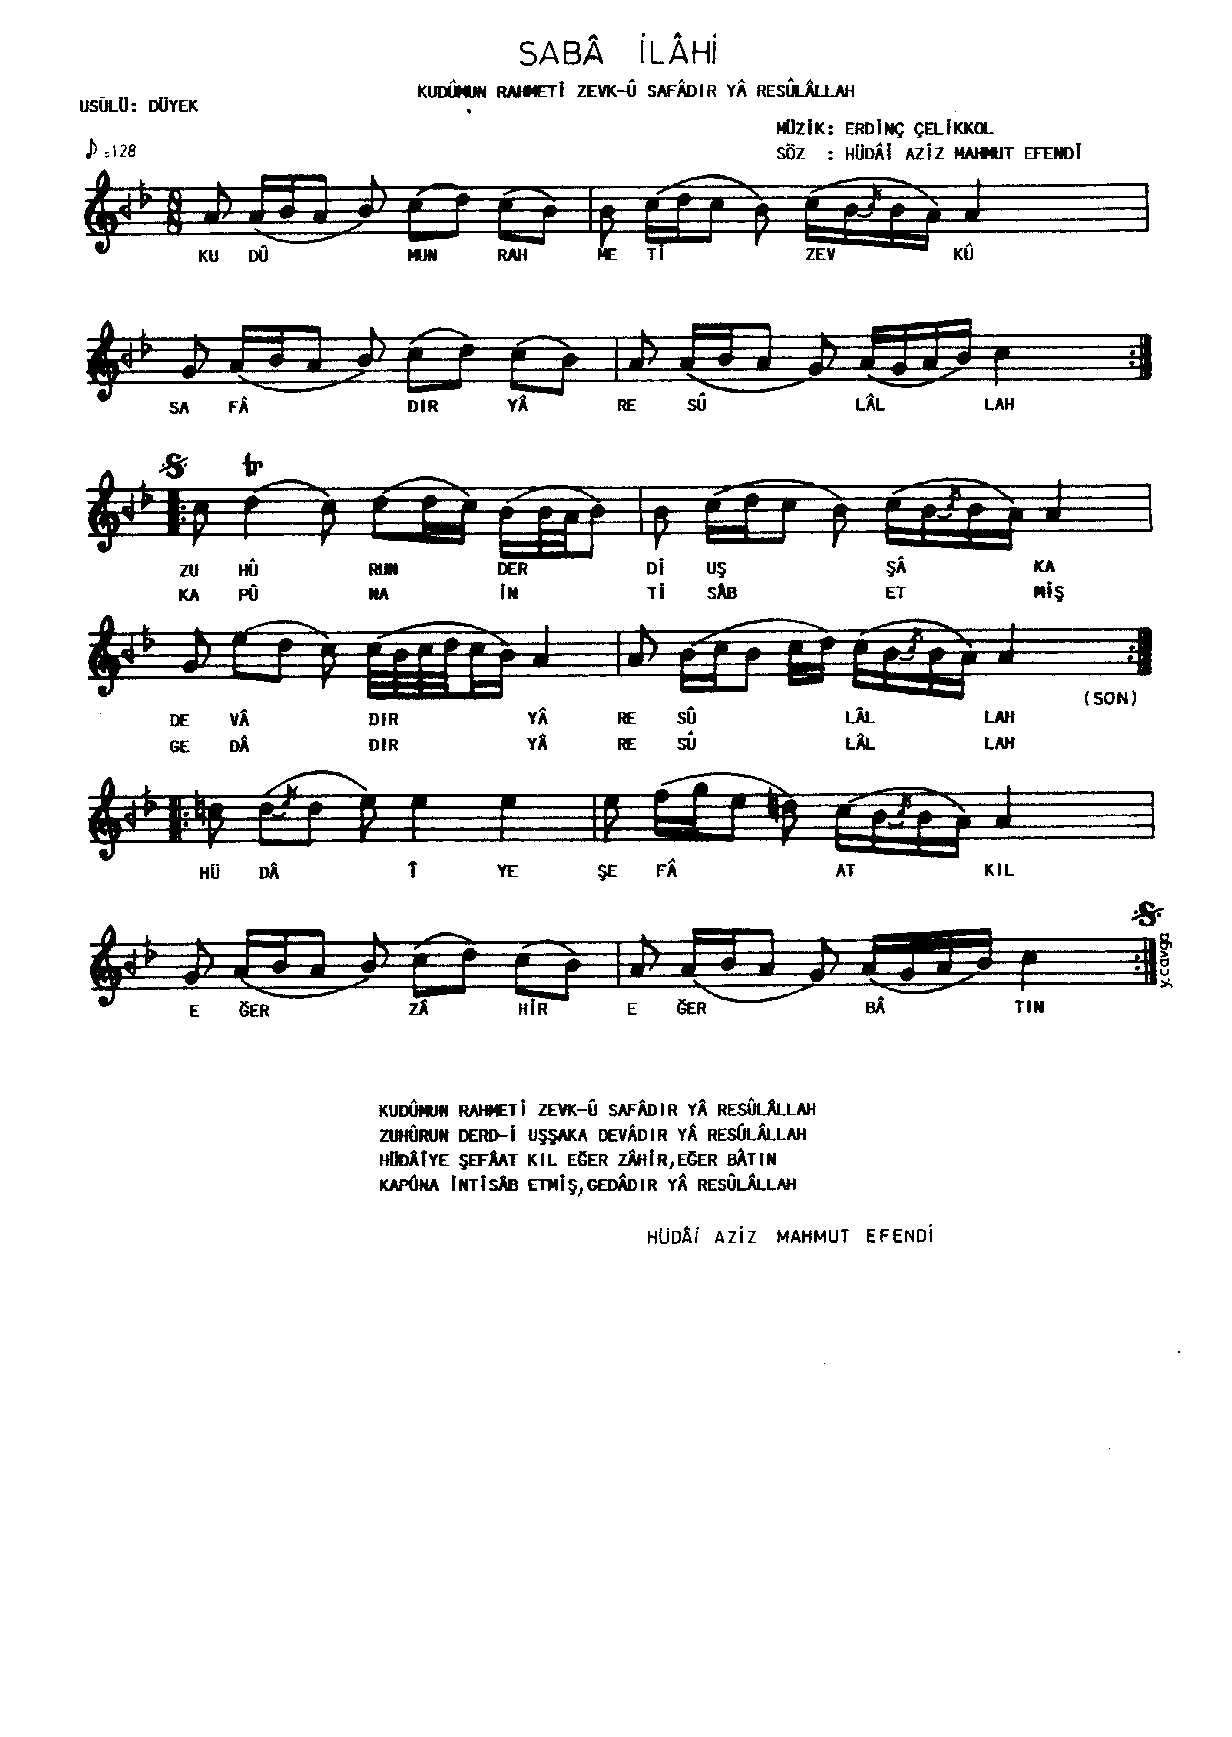 SABÂ İLÂHİ
KUDÛMUN RAHMETİ ZEVK-Û SAFÂDIR YÂ RESÛLÂLLAH
USÛLÜ: DÜYEK
MÜZİK: ERDİNÇ ÇELİKKOL
♪=128
SÖZ : HÜDÂİ AZİZ MAHMUT EFENDİ
8
8
KU DÛ MUN RAH ME Tİ ZEV KÛ
SA FÂ DIR YÂ RE SÛ LÂL LAH
tr
ZU HÛ RUN DER Dİ UŞ ŞÂ KA
KA PÛ NA İN Tİ SÂB ET MİŞ
(SON)
DE VÂ DIR YÂ RE SÛ LÂL LAH
GE DÂ DIR YÂ RE SÛ LÂL LAH
HÜ DÂ Î YE ŞE FÂ AT KIL
E ĞER ZÂ HİR E ĞER BÂ TIN
y.cavga
KUDÛMUN RAHMETİ ZEVK-Û SAFÂDIR YÂ RESÛLÂLLAH
ZUHÛRUN DERD-İ UŞŞAKA DEVÂDIR YÂ RESÛLÂLLAH
HÜDÂİYE ŞEFÂAT KIL EĞER ZÂHİR,EĞER BÂTIN
KAPÛNA İNTİSÂB ETMİŞ,GEDÂDIR YÂ RESÛLÂLLAH
HÜDÂİ AZİZ MAHMUT EFENDİ